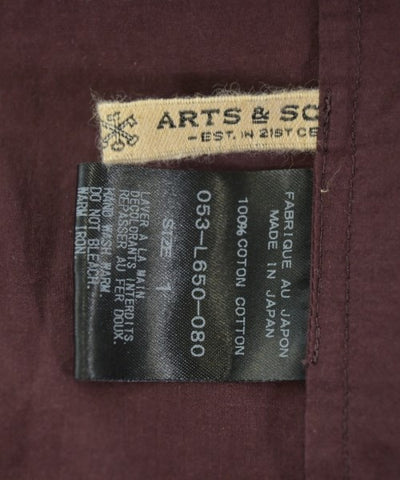 ARTS & SC
-EST. IN 21ST CE
FABRIQUE AU JAPON
MADE IN JAPAN
100% COTON COTTON
053-L650-080
SIZE 1
LAVER À LA MAIN.
DECOLORANTS INTERDITS
REPASSER AU FER DOUX.
HAND WASH WARM.
DO NOT BLEACH.
WARM IRON.